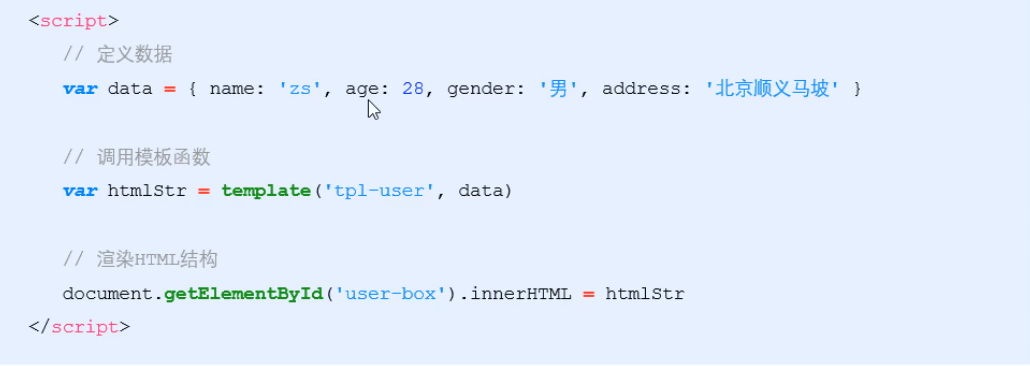 <script>
// 定义数据
var data = { name: 'zs', age: 28, gender: '男', address: '北京顺义马坡' }
// 调用模板函数
var htmlStr = template('tpl-user', data)
// 渲染HTML结构
document.getElementById('user-box').innerHTML = htmlStr
</script>